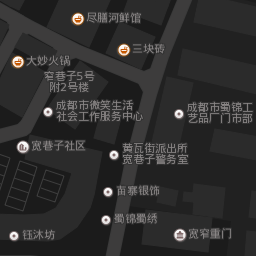 尽膳河鲜馆
三块砖
大妙火锅
窄巷子5号
附2号楼
成都市微笑生活
社会工作服务中心
成都市蜀锦工
艺品厂门市部
宽巷子社区
黄瓦街派出所
宽巷子警务室
亩寨银饰
蜀锦蜀绣
钰沐坊
宽窄重门